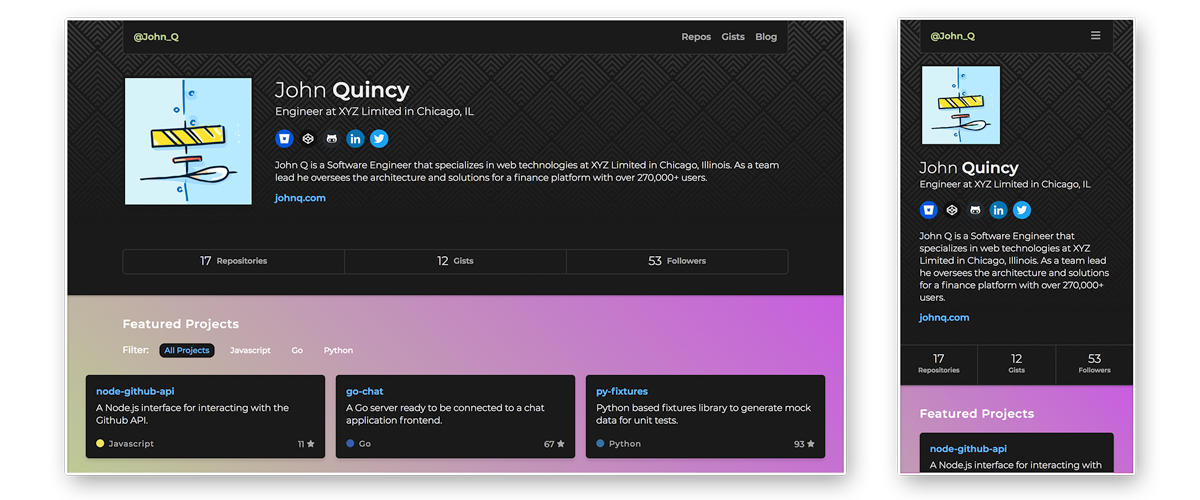 @John_Q
Repos Gists Blog
John Quincy
Engineer at XYZ Limited in Chicago, IL
in
John Q is a Software Engineer that specializes in web technologies at XYZ Limited in Chicago, Illinois. As a team
lead he oversees the architecture and solutions for a finance platform with over 270,000+ users.
johnq.com
17 Repositories
12 Gists
53 Followers
Featured Projects
Filter: All Projects Javascript Go Python
node-github-api
A Node.js interface for interacting with the
Github API.
Javascript 11
go-chat
A Go server ready to be connected to a chat
application frontend.
Go 67
py-fixtures
Python based fixtures library to generate mock
data for unit tests.
Python 93
@John_Q
John Quincy
Engineer at XYZ Limited in Chicago, IL
in
John Q is a Software Engineer that
specializes in web technologies at XYZ
Limited in Chicago, Illinois. As a team lead
he oversees the architecture and solutions
for a finance platform with over 270,000+
users.
johnq.com
17
Repositories
12
Gists
53
Followers
Featured Projects
node-github-api
A Node.js interface for interacting with